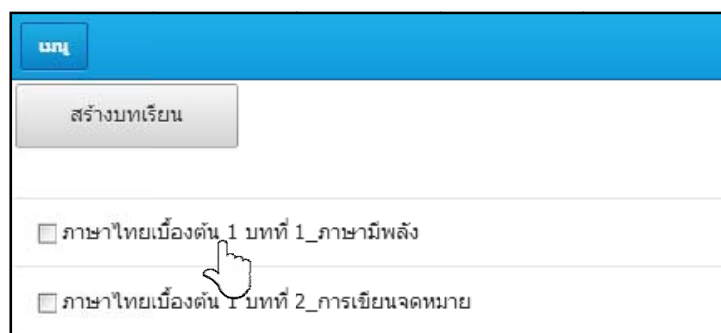 เมนู
สร้างบทเรียน
ภาษาไทยเบื้องต้น 1 บทที่ 1_ภาษามีพลัง
ภาษาไทยเบื้องต้น 1 บทที่ 2_การเขียนจดหมาย